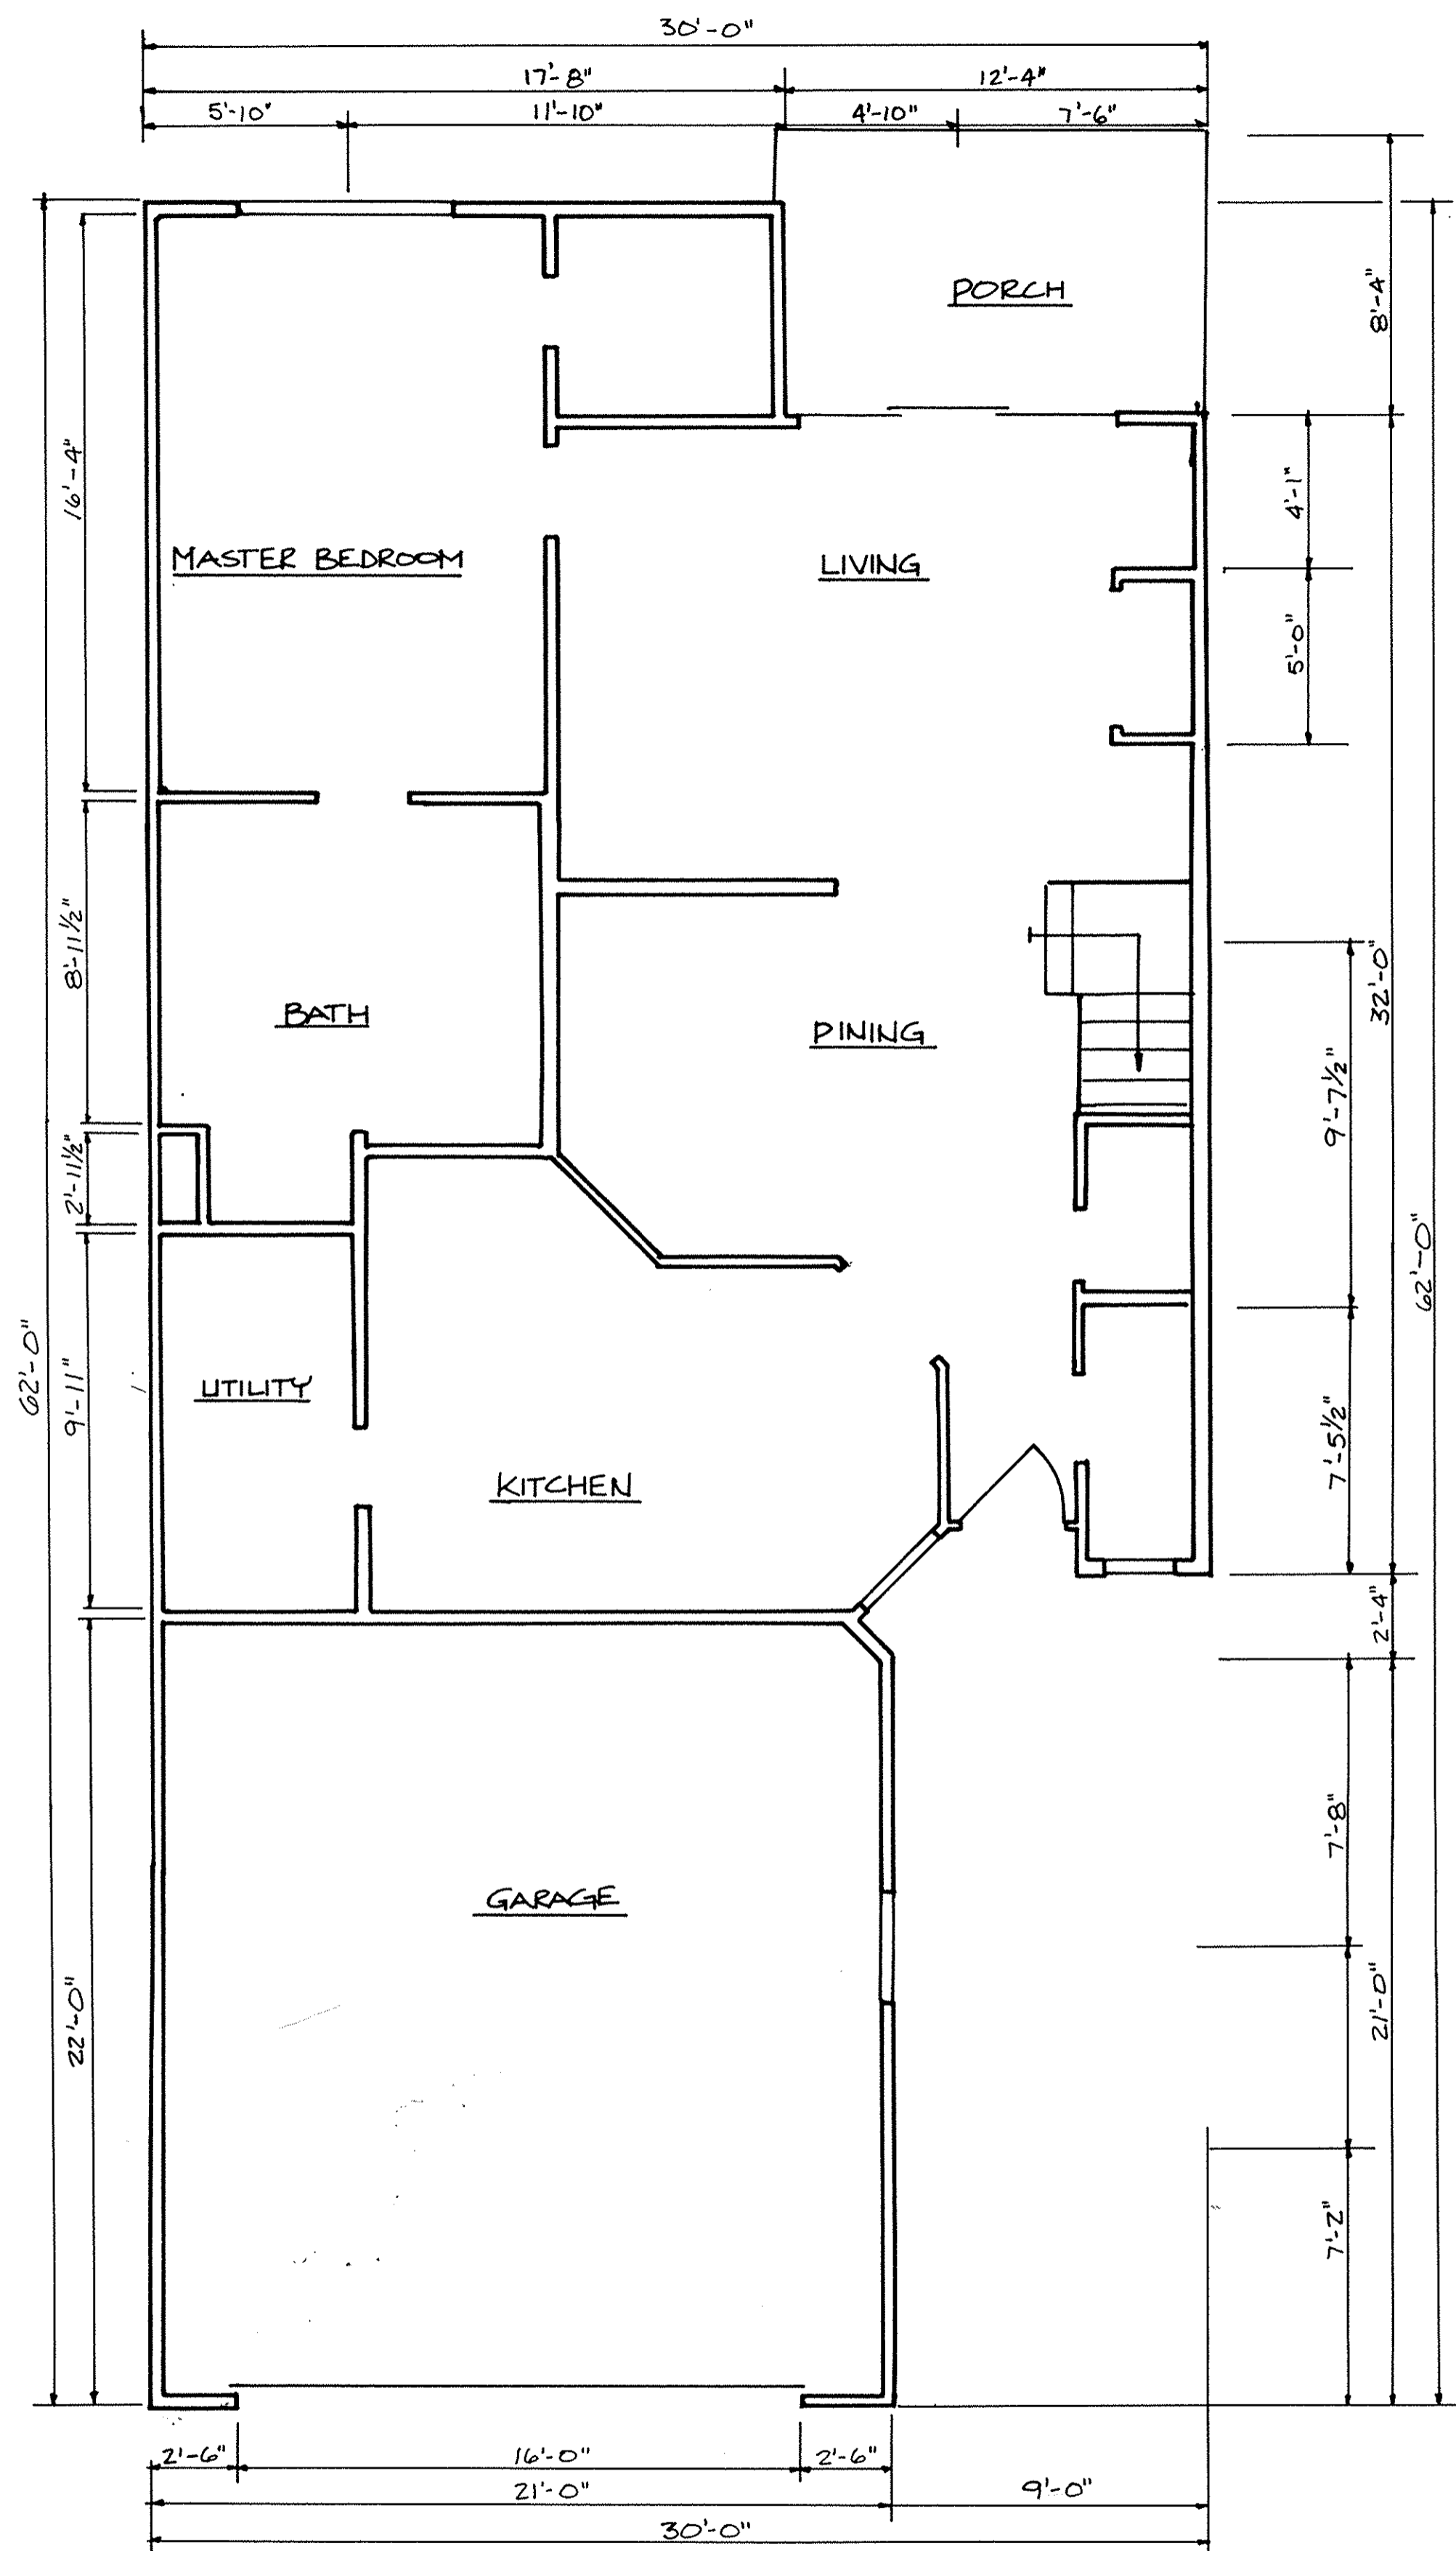 30'-0"
17'-8" 12'-4"
5'-10" 11'-10" 4'-10" 7'-6"
PORCH
8'-4"
16'-4"
4'-1"
MASTER BEDROOM
LIVING
5'-0"
8'-11½"
32'-0"
BATH
DINING
9'-7½"
2'-11½"
62'-0"
62'-0"
9'-11"
UTILITY
7'-5½"
KITCHEN
2'-4"
7'-8"
GARAGE
22'-0"
21'-0"
7'-2"
2'-6" 16'-0" 2'-6"
21'-0" 9'-0"
30'-0"